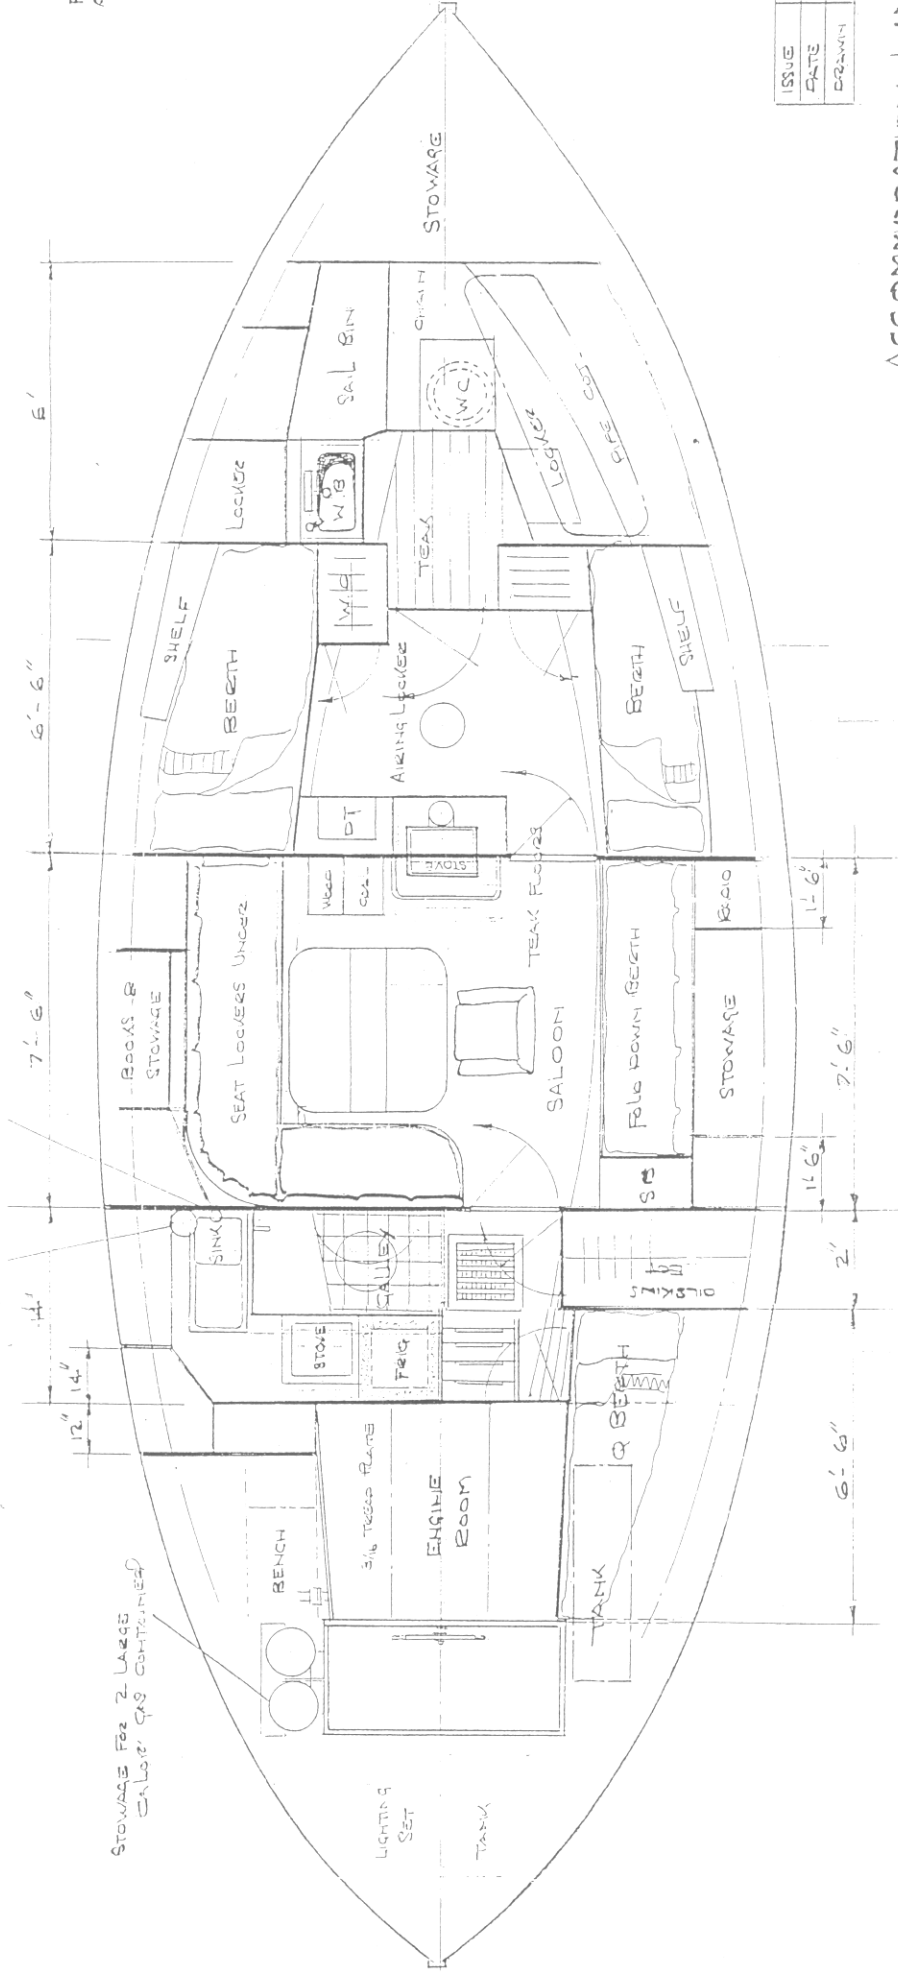 ISSUE
DATE
DRAWN
STOWAGE
6'
SAIL BIN
CHAIN
W.C
LOCKER
PIPE COT
LOCKER
W.B
TEAK
6'-6"
SHELF
BERTH
AIRING LOCKER
BERTH
SHELF
DT
STOVE
TEAK FLOORS
7'-6"
BOOKS &
STOWAGE
SEAT LOCKERS UNDER
SALOON
FOLD DOWN BERTH
RADIO
1'-6"
STOWAGE
7'-6"
1'-6"
4'
SINK
GALLEY
OILSKINS
2"
14"
12"
STOVE
FRIG
Q BERTH
6'-6"
3/16 TREAD PLATE
ENGINE
ROOM
BENCH
TANK
STOWAGE FOR 2 LARGE
LIGHTING
SET
TANK